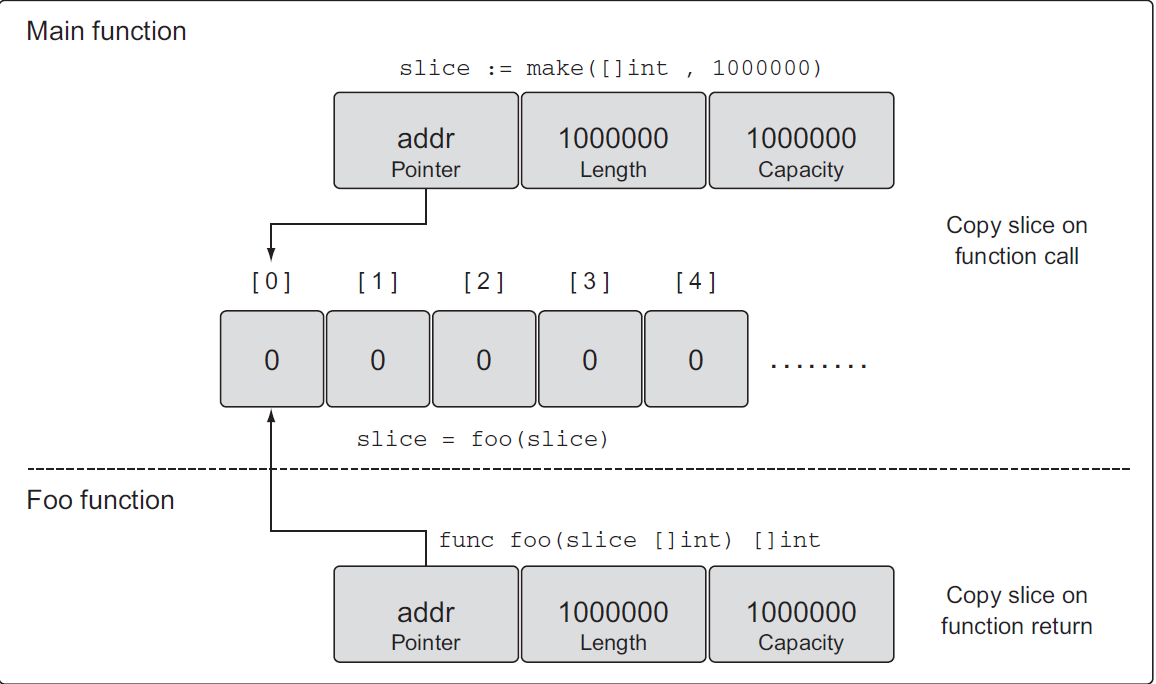 Main function
slice := make([]int , 1000000)
addr 1000000 1000000
Pointer Length Capacity
Copy slice on
function call
[0] [1] [2] [3] [4]
0 0 0 0 0 ........
slice = foo(slice)
Foo function
func foo(slice []int) []int
addr 1000000 1000000
Pointer Length Capacity
Copy slice on
function return